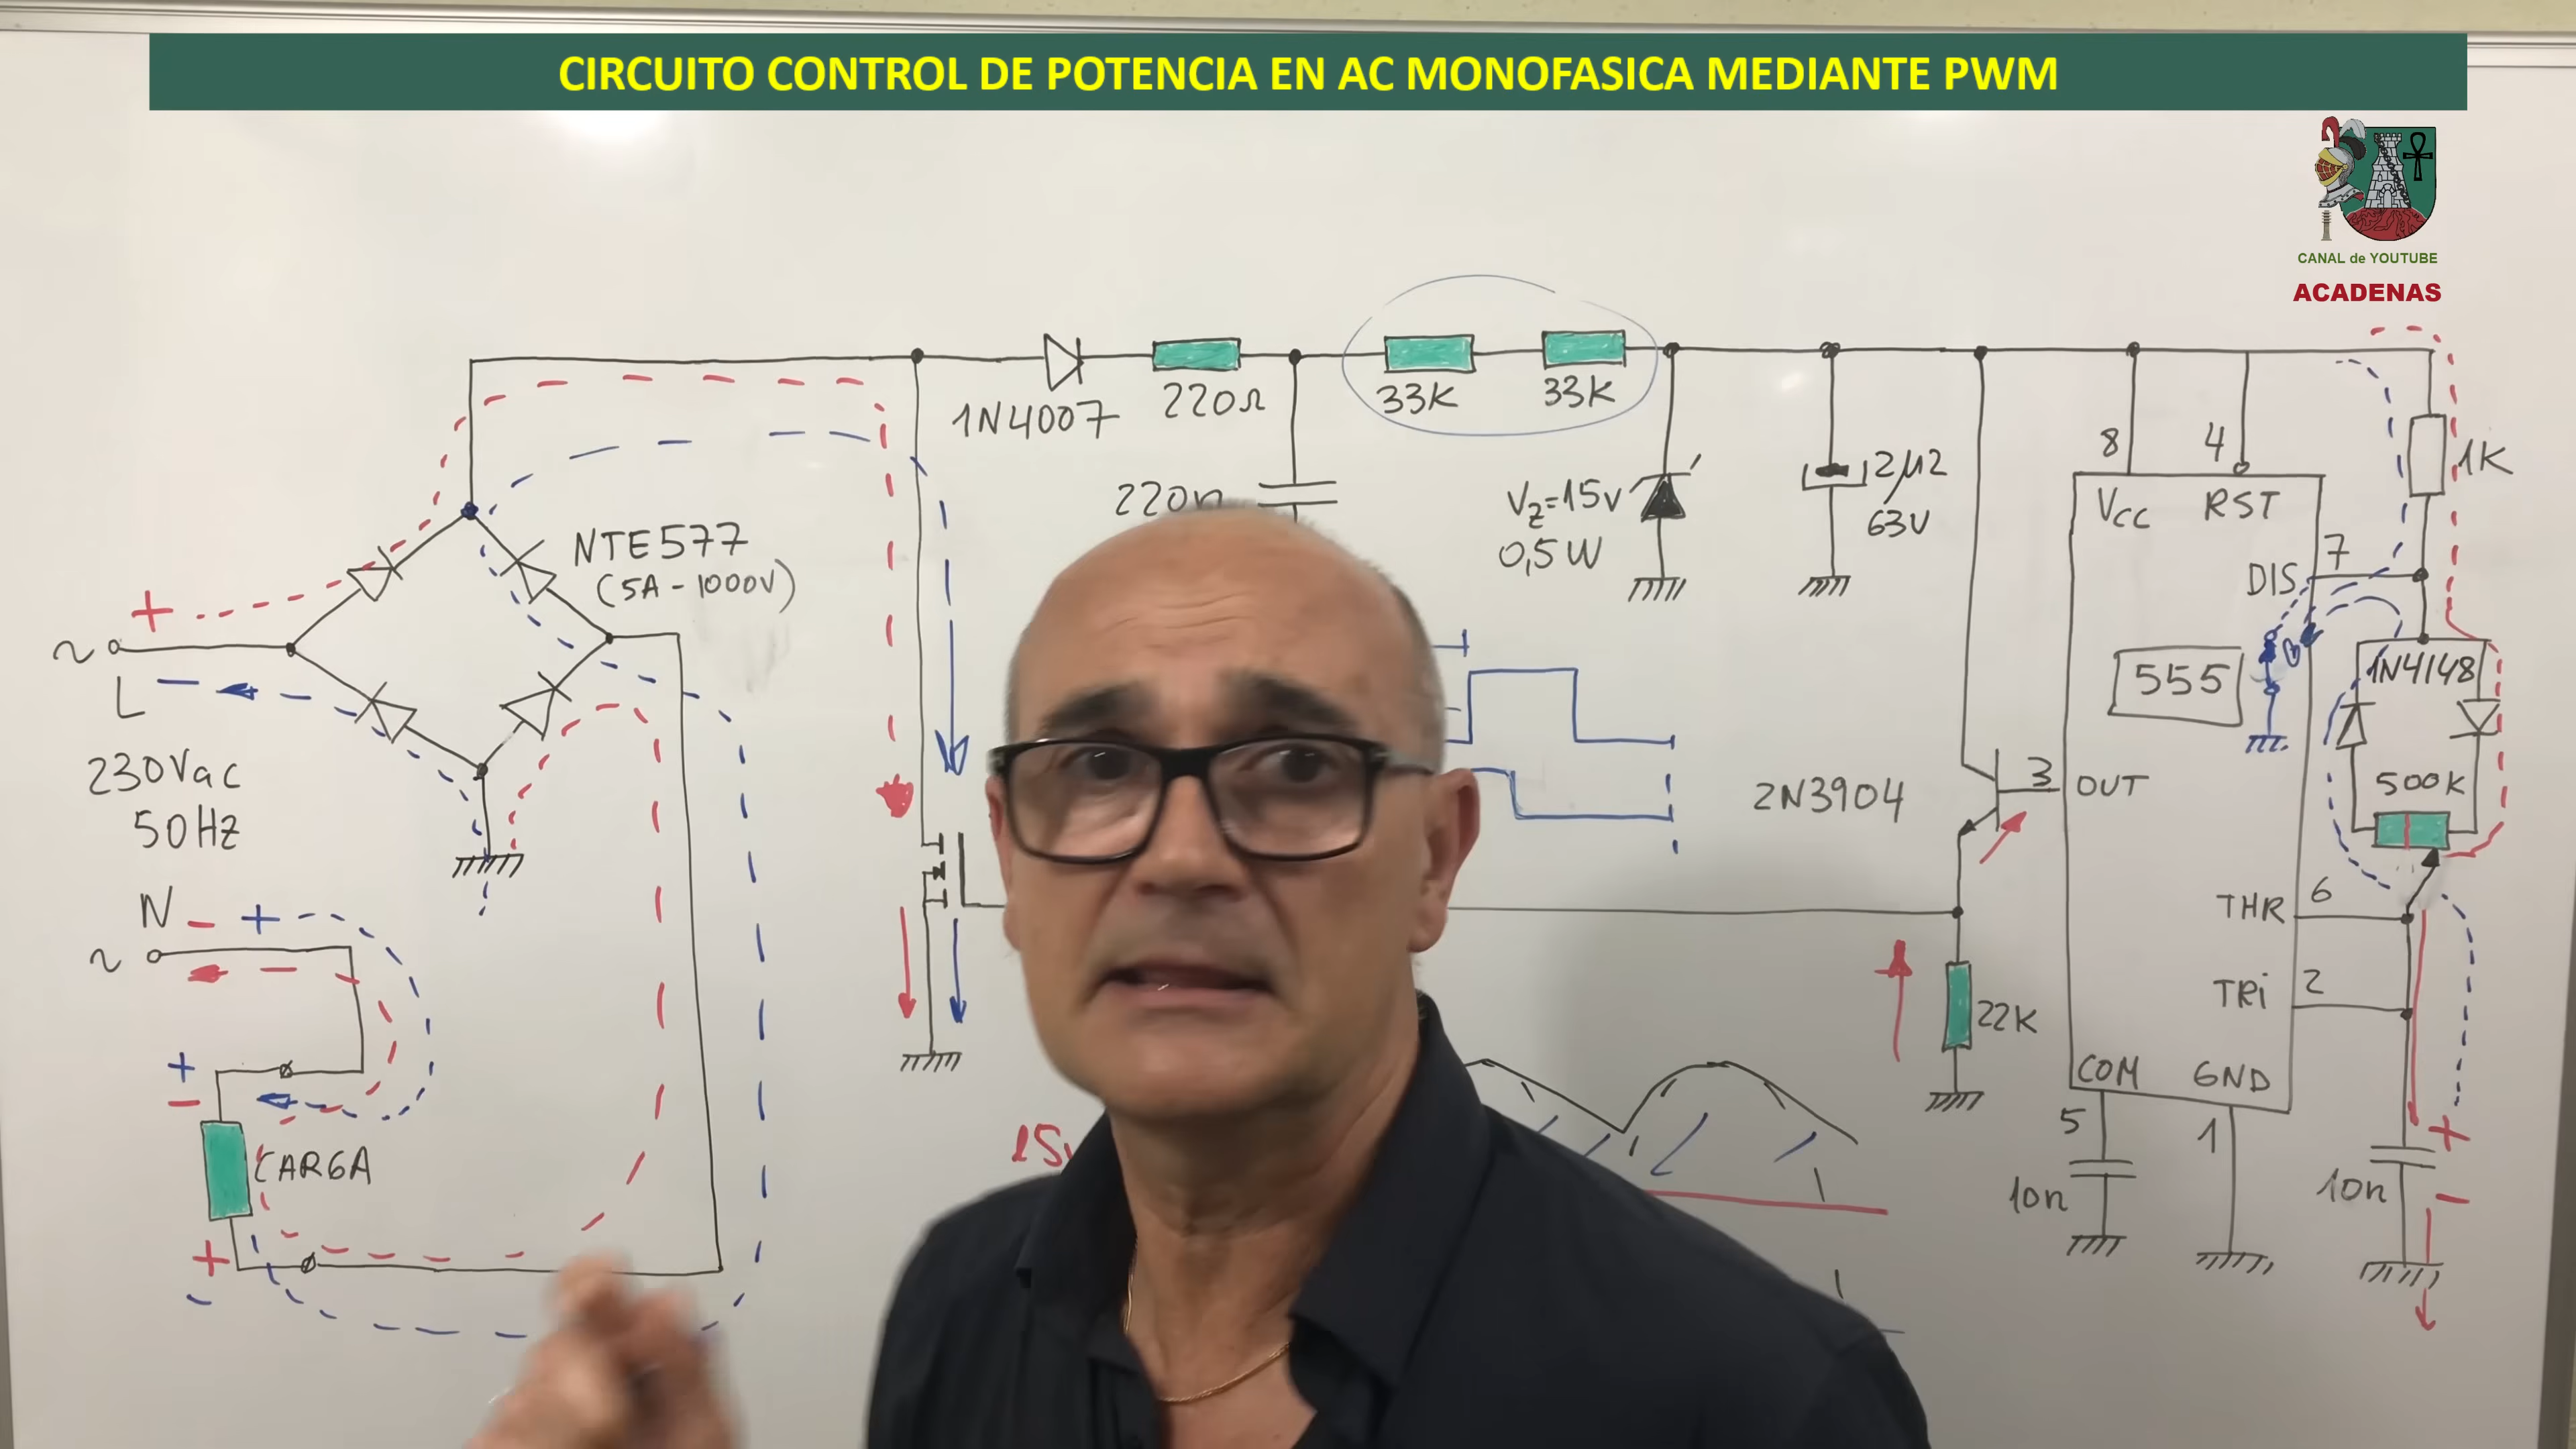 CIRCUITO CONTROL DE POTENCIA EN AC MONOFASICA MEDIANTE PWM
CANAL de YOUTUBE
ACADENAS
1N4007
220Ω
33K
33K
220n
Vz=15v
0,5W
2µ2
63V
8
4
1K
Vcc
RST
7
DIS
NTE577
(5A-1000V)
+
~
L
230Vac
50Hz
555
1N4148
500K
2N3904
3
OUT
N
- +
~
6
THR
2
TRi
22K
+
-
CARGA
+
-
15v
COM
GND
5
1
10n
10n
+
-